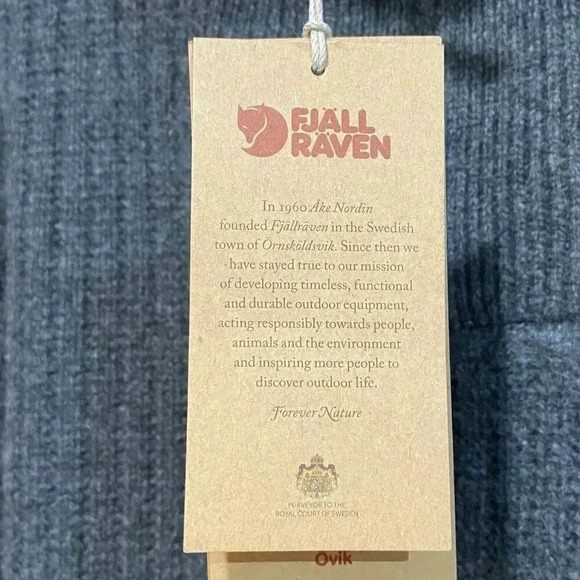 FJÄLL
RÄVEN
In 1960 Åke Nordin
founded Fjällräven in the Swedish
town of Örnsköldsvik. Since then we
have stayed true to our mission
of developing timeless, functional
and durable outdoor equipment,
acting responsibly towards people,
animals and the environment
and inspiring more people to
discover outdoor life.
Forever Nature
PURVEYOR TO THE
ROYAL COURT OF SWEDEN
Ovik